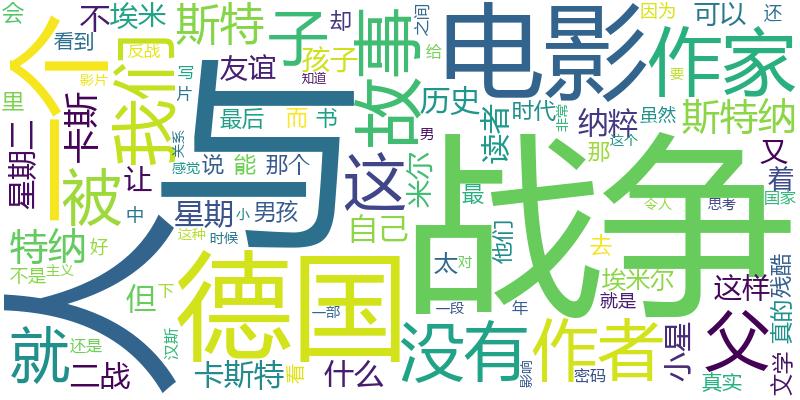 会
不
埃米
斯特
子
却
之间
给
电影
因为
可以
还
个
看到
反战
影片
写
片
我们
友谊
孩子
知道
故事
作家
里
卡斯
关系
与
最后
而
书
历史
时代
非常
纳粹
虽然
斯特纳
星期二
被
让
感觉
说
能
那个
这
男
读者
那
这个
又
着
中
星期
小
男孩
米尔
最
战争
令人
思考
国家
人
特纳
好
这种
时候
自己
他们
不是
主义
但
下
德国
太
对
去
埃米尔
这样
真的
残酷
就
还是
汉斯
一部
一段
年
就是
没有
作者
小星
父
二战
卡斯特
看
什么
影响
密码
真实
文学
要